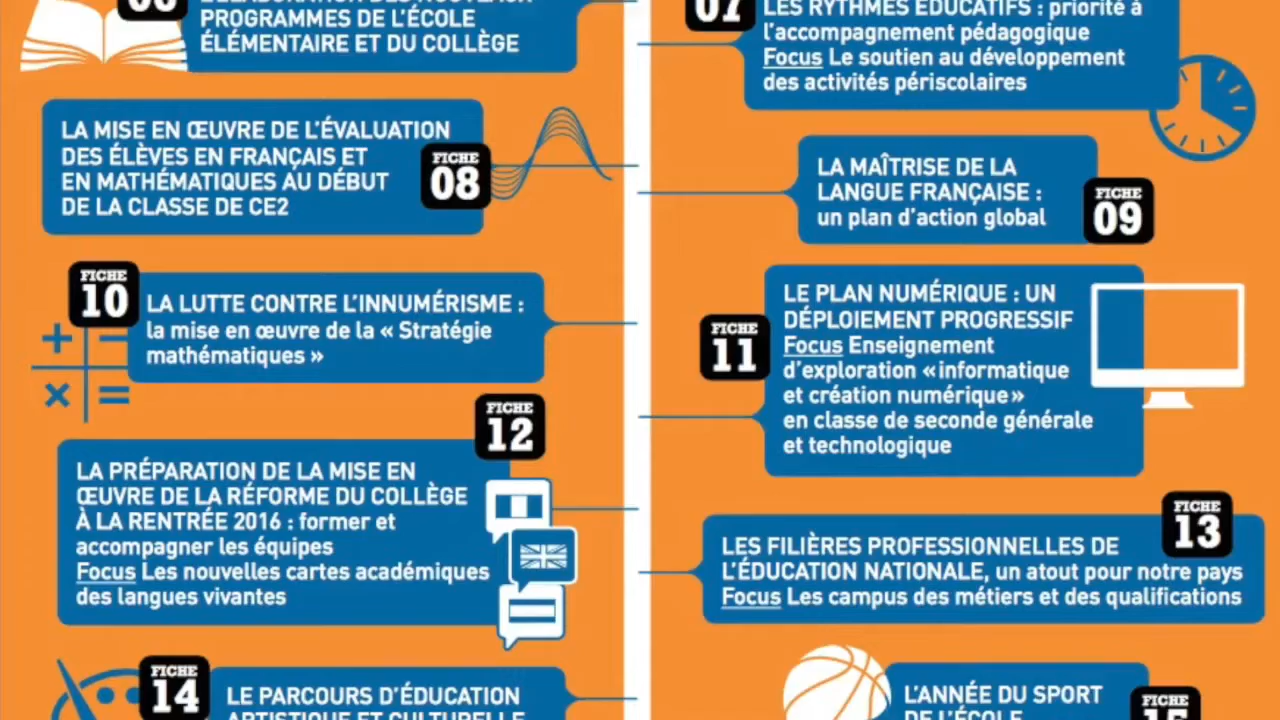 PROGRAMMES DE L'ÉCOLE
ÉLÉMENTAIRE ET DU COLLÈGE
07
LES RYTHMES ÉDUCATIFS : priorité à
l'accompagnement pédagogique
Focus Le soutien au développement
des activités périscolaires
LA MISE EN ŒUVRE DE L'ÉVALUATION
DES ÉLÈVES EN FRANÇAIS ET
EN MATHÉMATIQUES AU DÉBUT
DE LA CLASSE DE CE2
FICHE
08
LA MAÎTRISE DE LA
LANGUE FRANÇAISE :
un plan d'action global
FICHE
09
FICHE
10
LA LUTTE CONTRE L'INNUMÉRISME :
la mise en œuvre de la « Stratégie
mathématiques »
FICHE
11
LE PLAN NUMÉRIQUE : UN
DÉPLOIEMENT PROGRESSIF
Focus Enseignement
d'exploration «informatique
et création numérique»
en classe de seconde générale
et technologique
FICHE
12
LA PRÉPARATION DE LA MISE EN
ŒUVRE DE LA RÉFORME DU COLLÈGE
À LA RENTRÉE 2016 : former et
accompagner les équipes
Focus Les nouvelles cartes académiques
des langues vivantes
FICHE
13
LES FILIÈRES PROFESSIONNELLES DE
L'ÉDUCATION NATIONALE, un atout pour notre pays
Focus Les campus des métiers et des qualifications
FICHE
14
LE PARCOURS D'ÉDUCATION
ARTISTIQUE ET CULTURELLE
L'ANNÉE DU SPORT
DE L'ÉCOLE
FICHE
15